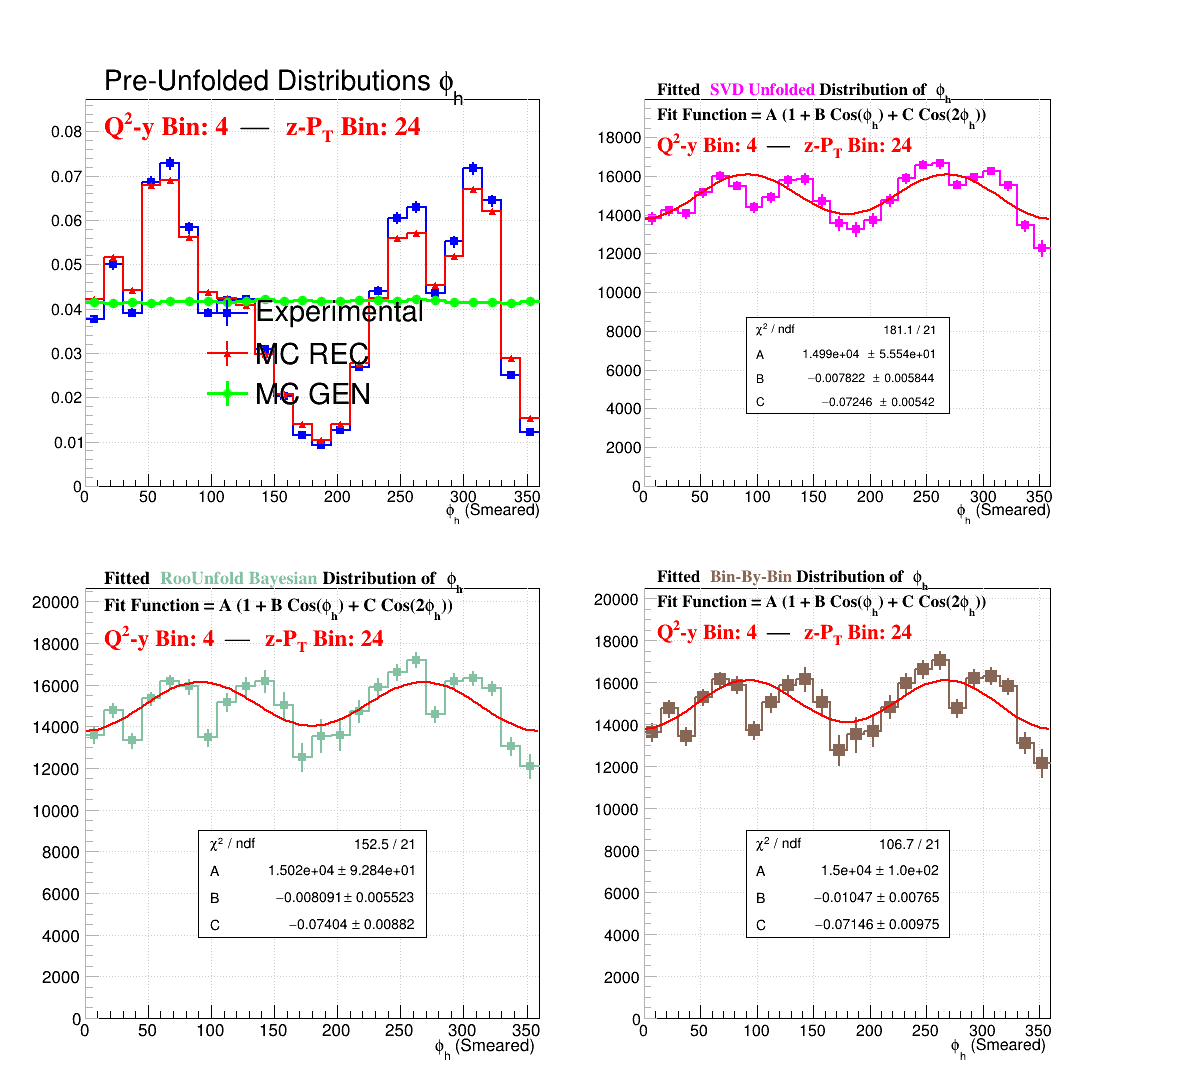 Pre-Unfolded Distributions ϕh
Q²-y Bin: 4 — z-PT Bin: 24
0.08
0.07
0.06
0.05
0.04
0.03
0.02
0.01
0
Experimental
MC REC
MC GEN
0 50 100 150 200 250 300 350
ϕh (Smeared)
Fitted SVD Unfolded Distribution of ϕh
Fit Function = A (1 + B Cos(ϕh) + C Cos(2ϕh))
Q²-y Bin: 4 — z-PT Bin: 24
18000
16000
14000
12000
10000
8000
6000
4000
2000
0
χ² / ndf 181.1 / 21
A 1.499e+04 ± 5.554e+01
B −0.007822 ± 0.005844
C −0.07246 ± 0.00542
0 50 100 150 200 250 300 350
ϕh (Smeared)
Fitted RooUnfold Bayesian Distribution of ϕh
Fit Function = A (1 + B Cos(ϕh) + C Cos(2ϕh))
Q²-y Bin: 4 — z-PT Bin: 24
20000
18000
16000
14000
12000
10000
8000
6000
4000
2000
0
χ² / ndf 152.5 / 21
A 1.502e+04 ± 9.284e+01
B −0.008091 ± 0.005523
C −0.07404 ± 0.00882
0 50 100 150 200 250 300 350
ϕh (Smeared)
Fitted Bin-By-Bin Distribution of ϕh
Fit Function = A (1 + B Cos(ϕh) + C Cos(2ϕh))
Q²-y Bin: 4 — z-PT Bin: 24
20000
18000
16000
14000
12000
10000
8000
6000
4000
2000
0
χ² / ndf 106.7 / 21
A 1.5e+04 ± 1.0e+02
B −0.01047 ± 0.00765
C −0.07146 ± 0.00975
0 50 100 150 200 250 300 350
ϕh (Smeared)